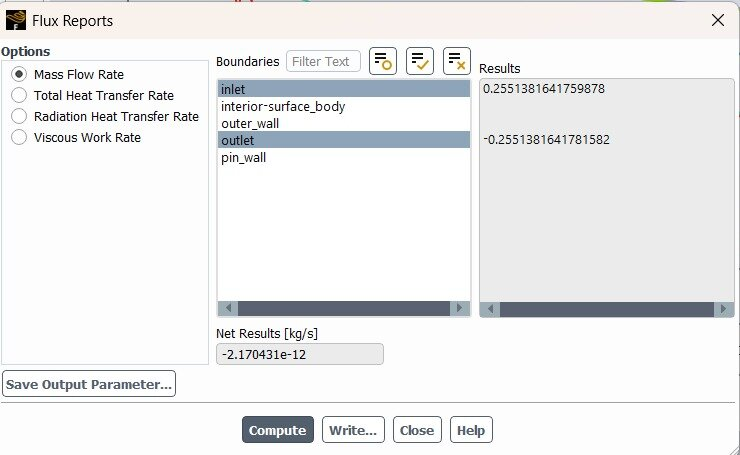 Flux Reports
Options
Mass Flow Rate
Total Heat Transfer Rate
Radiation Heat Transfer Rate
Viscous Work Rate
Save Output Parameter...
Boundaries Filter Text
inlet
interior-surface_body
outer_wall
outlet
pin_wall
Results
0.2551381641759878
-0.2551381641781582
Net Results [kg/s]
-2.170431e-12
Compute Write... Close Help